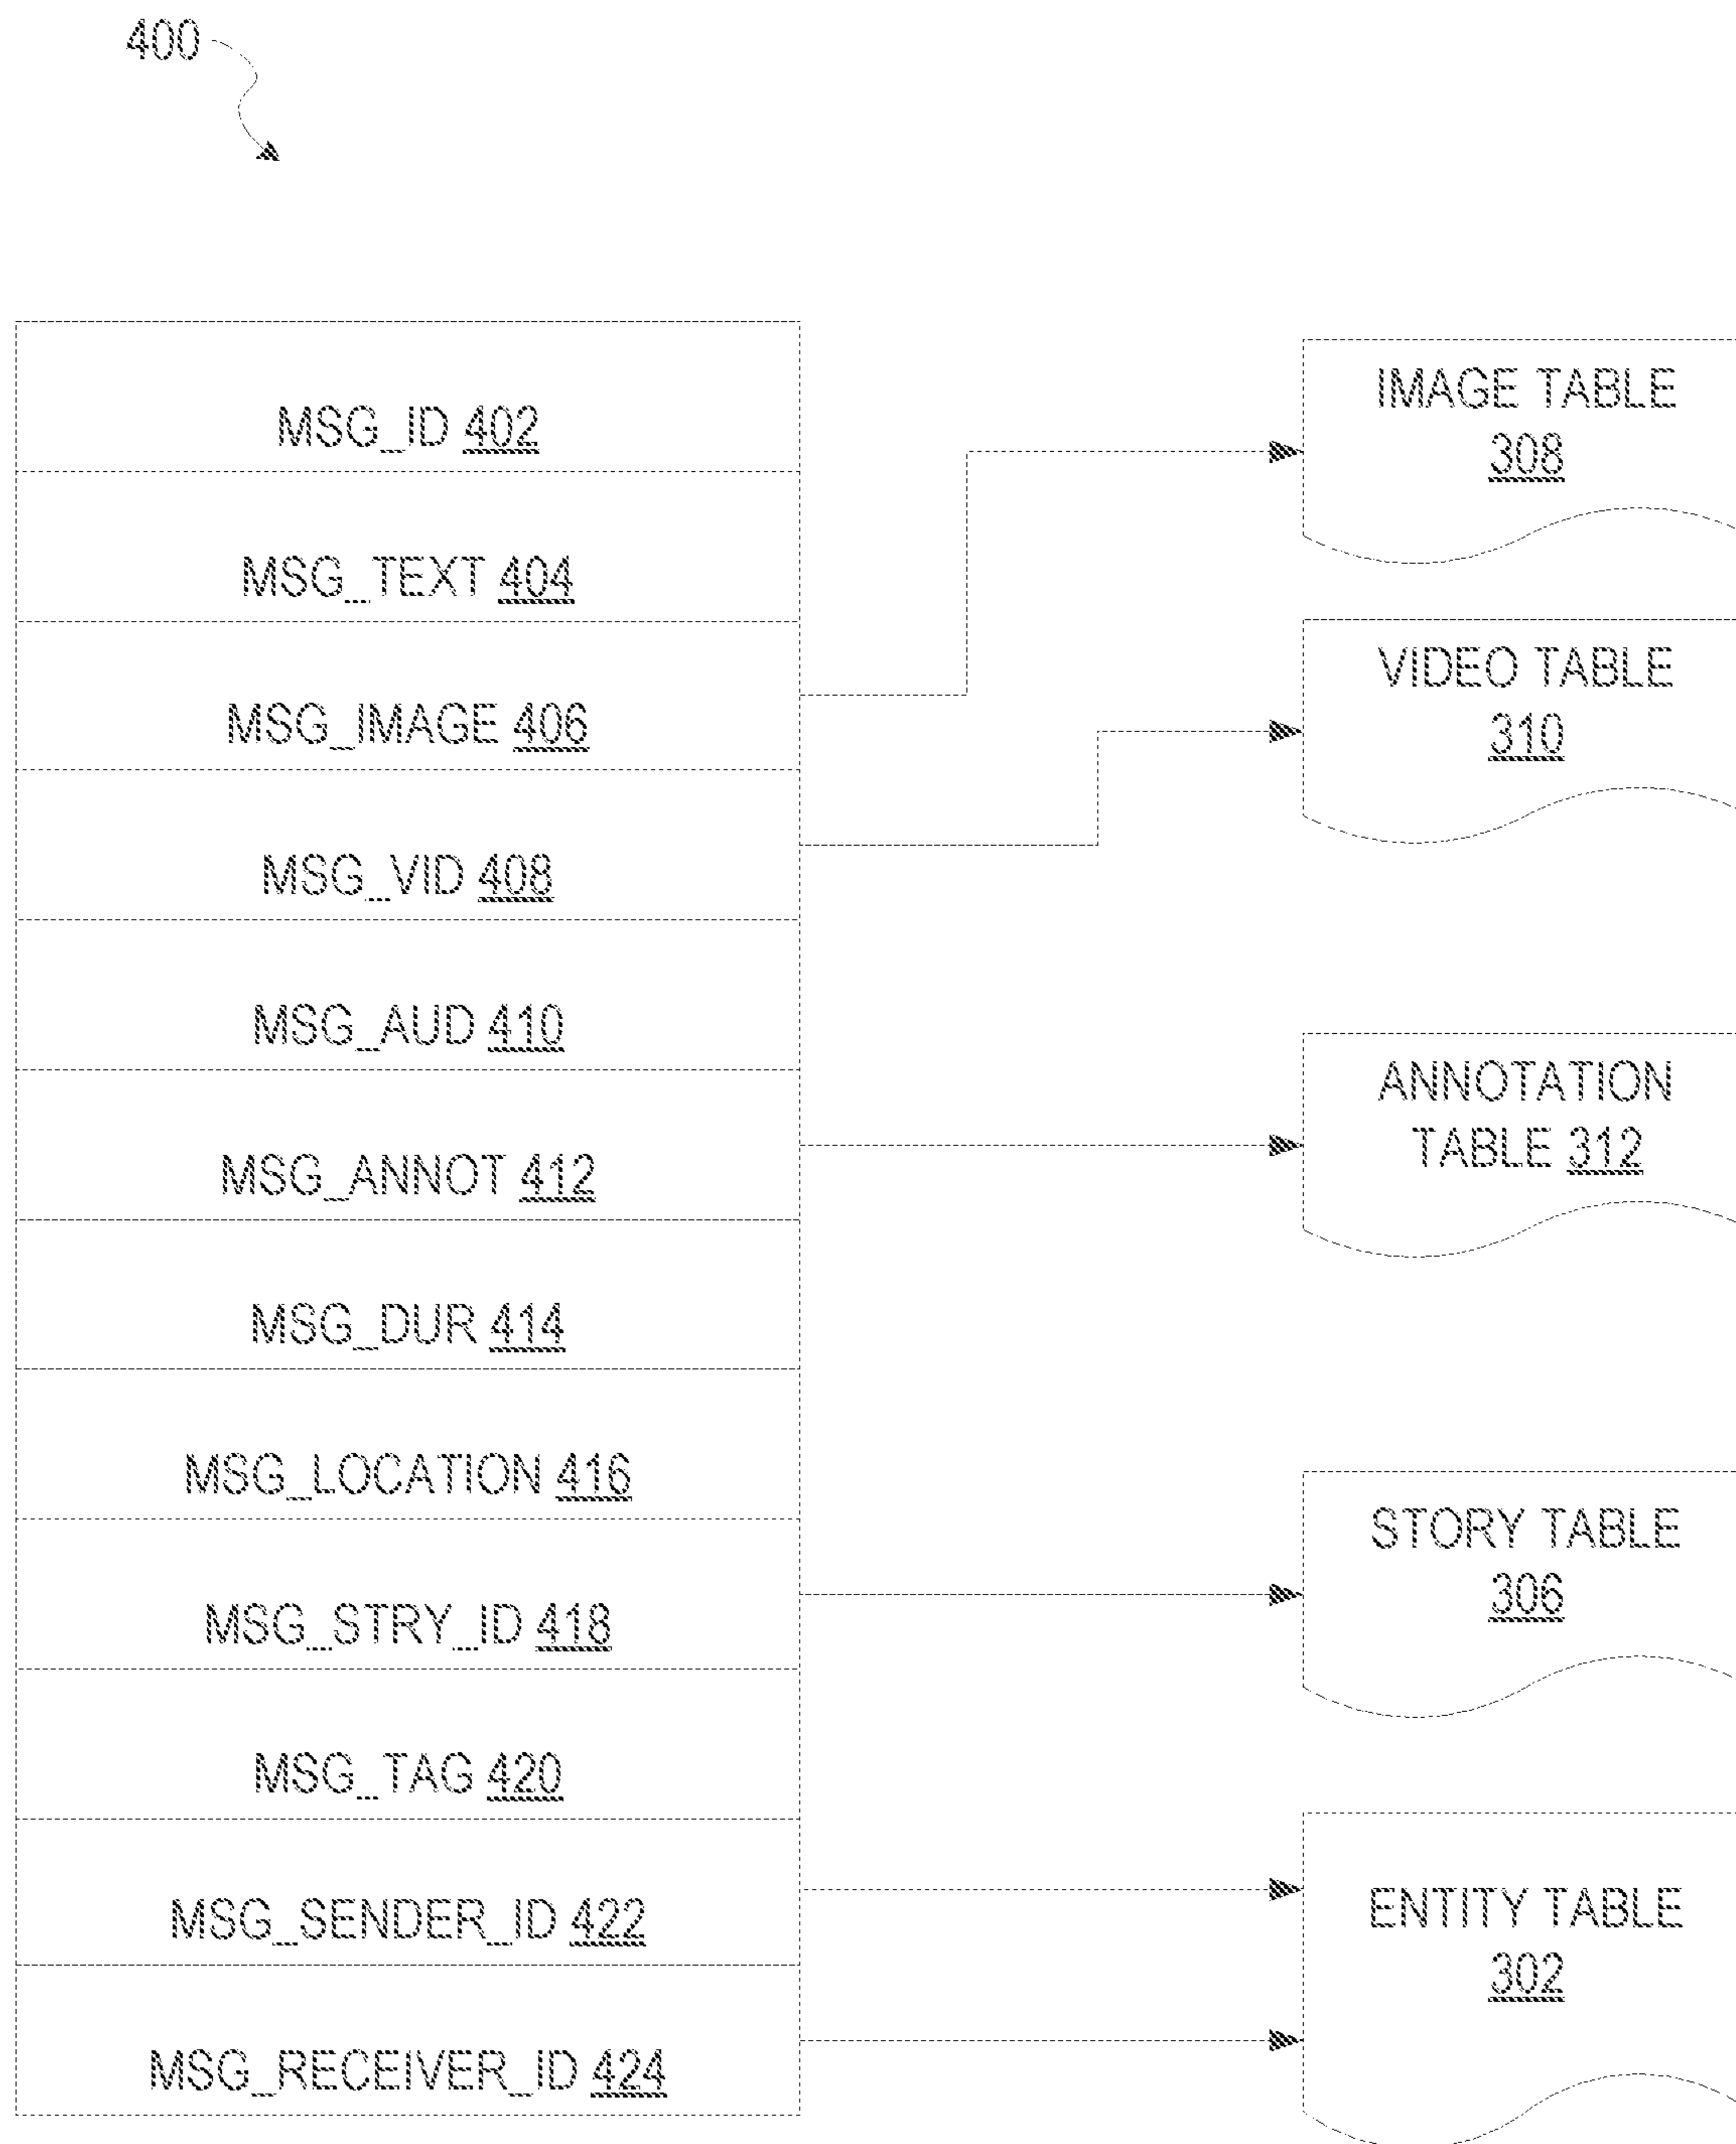 400
MSG_ID 402
MSG_TEXT 404
MSG_IMAGE 406
MSG_VID 408
MSG_AUD 410
MSG_ANNOT 412
MSG_DUR 414
MSG_LOCATION 416
MSG_STRY_ID 418
MSG_TAG 420
MSG_SENDER_ID 422
MSG_RECEIVER_ID 424
IMAGE TABLE
308
VIDEO TABLE
310
ANNOTATION
TABLE 312
STORY TABLE
306
ENTITY TABLE
302